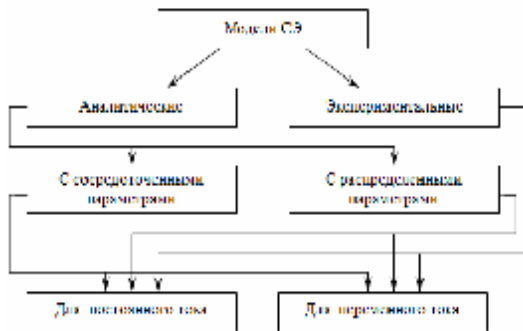 Модели СЭ
Аналитические
Экспериментальные
С сосредоточенными
параметрами
С распределенными
параметрами
Для постоянного тока
Для переменного тока